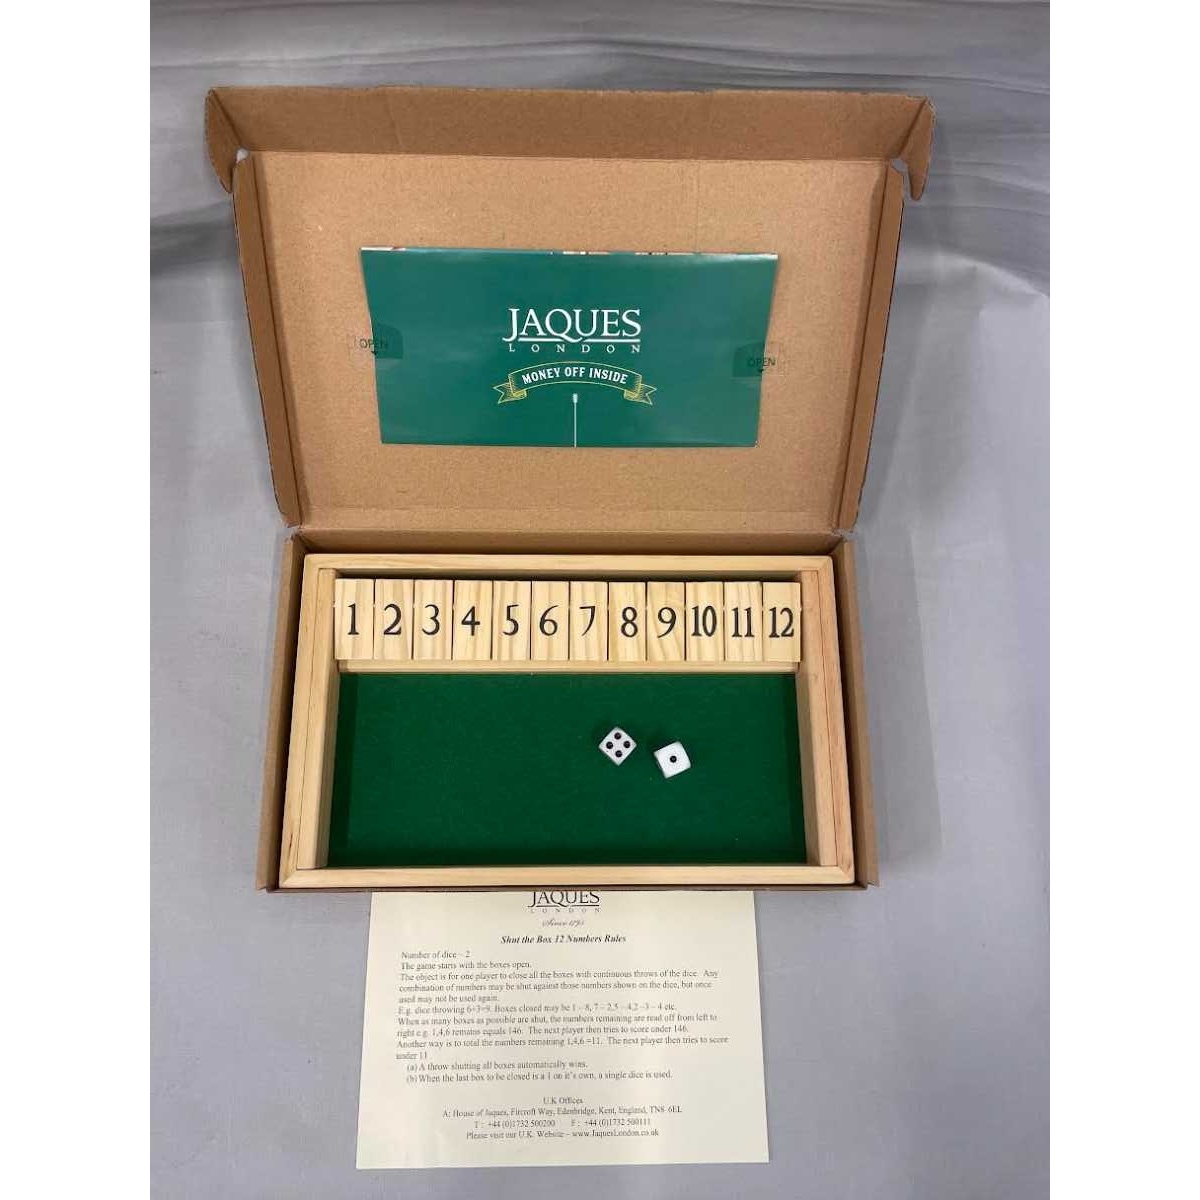 JAQUES
LONDON
MONEY OFF INSIDE
OPEN
OPEN
1 2 3 4 5 6 7 8 9 10 11 12
JAQUES
LONDON
Since 1795
Shut the Box 12 Numbers Rules
Number of dice – 2
The game starts with the boxes open.
The object is for one player to close all the boxes with continuous throws of the dice. Any
combination of numbers may be shut against those numbers shown on the dice, but once
used may not be used again.
E.g. dice throwing 6+3=9. Boxes closed may be 1 – 8, 7 – 2, 5 – 4, 2 – 3 – 4 etc.
When as many boxes as possible are shut, the numbers remaining are read off from left to
right e.g. 1,4,6 remains equals 146. The next player then tries to score under 146.
Another way is to total the numbers remaining 1,4,6 =11. The next player then tries to score
under 11
(a) A throw shutting all boxes automatically wins.
(b) When the last box to be closed is a 1 on it's own, a single dice is used.
U.K Offices
A: House of Jaques, Fircroft Way, Edenbridge, Kent, England, TN8 6EL
T : +44 (0)1732 500200 F : +44 (0)1732 500111
Please visit our U.K. Website – www.JaquesLondon.co.uk